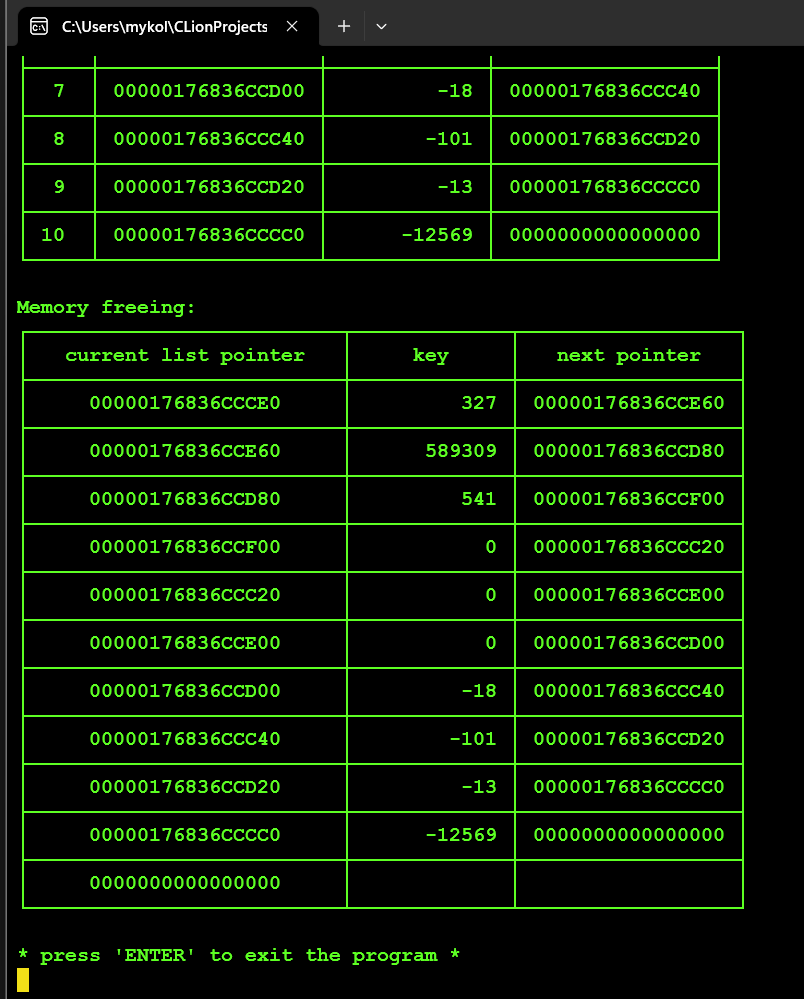 C:\Users\mykol\CLionProjects
7 00000176836CCD00 -18 00000176836CCC40
8 00000176836CCC40 -101 00000176836CCD20
9 00000176836CCD20 -13 00000176836CCCC0
10 00000176836CCCC0 -12569 0000000000000000
Memory freeing:
current list pointer key next pointer
00000176836CCCE0 327 00000176836CCE60
00000176836CCE60 589309 00000176836CCD80
00000176836CCD80 541 00000176836CCF00
00000176836CCF00 0 00000176836CCC20
00000176836CCC20 0 00000176836CCE00
00000176836CCE00 0 00000176836CCD00
00000176836CCD00 -18 00000176836CCC40
00000176836CCC40 -101 00000176836CCD20
00000176836CCD20 -13 00000176836CCCC0
00000176836CCCC0 -12569 0000000000000000
0000000000000000
* press 'ENTER' to exit the program *